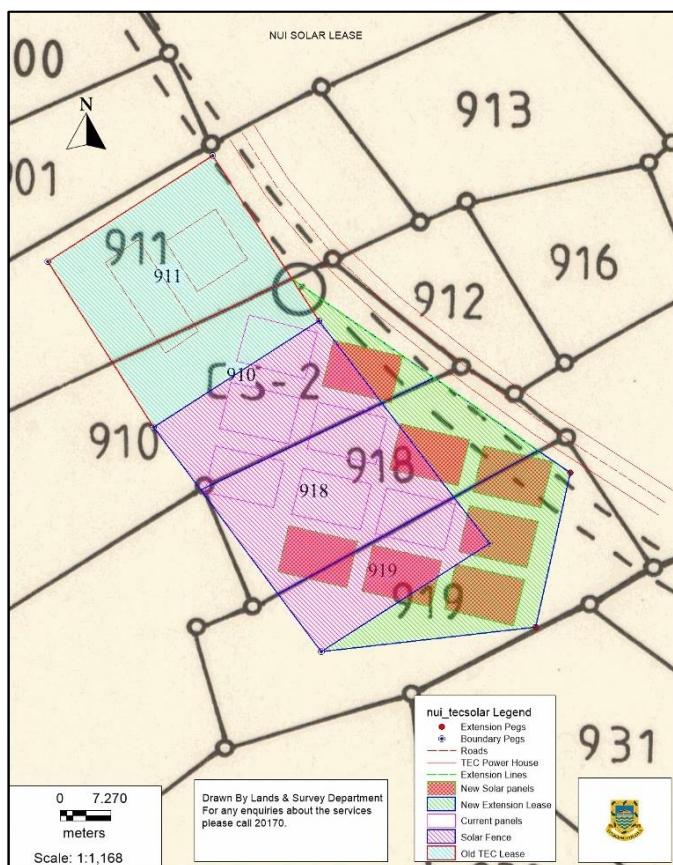 NUI SOLAR LEASE
00
913
N
901
911
911
916
912
910
CS-2
910
918
918
919
919
931
nui_tecsolar Legend
Extension Pegs
Boundary Pegs
Roads
TEC Power House
Extension Lines
New Solar panels
New Extension Lease
Current panels
Solar Fence
Old TEC Lease
0 7.270
meters
Scale: 1:1,168
Drawn By Lands & Survey Department
For any enquiries about the services
please call 20170.